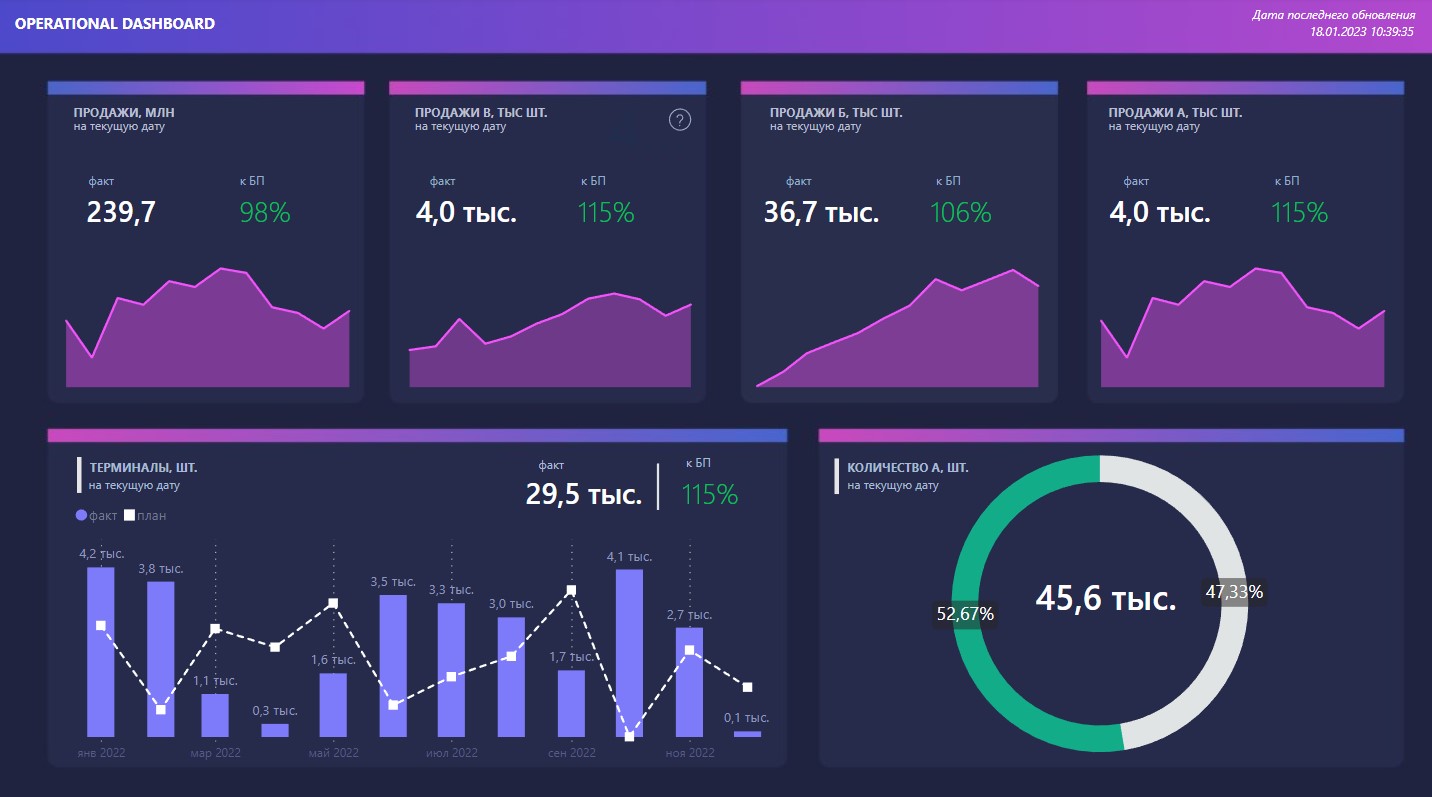 OPERATIONAL DASHBOARD
Дата последнего обновления
18.01.2023 10:39:35
ПРОДАЖИ, МЛН
на текущую дату
факт
к БП
239,7
98%
ПРОДАЖИ В, ТЫС ШТ.
на текущую дату
?
факт
к БП
4,0 тыс.
115%
ПРОДАЖИ Б, ТЫС ШТ.
на текущую дату
факт
к БП
36,7 тыс.
106%
ПРОДАЖИ А, ТЫС ШТ.
на текущую дату
факт
к БП
4,0 тыс.
115%
ТЕРМИНАЛЫ, ШТ.
на текущую дату
факт
к БП
29,5 тыс.
115%
факт план
4,2 тыс.
3,8 тыс.
1,1 тыс.
0,3 тыс.
1,6 тыс.
3,5 тыс.
3,3 тыс.
3,0 тыс.
1,7 тыс.
4,1 тыс.
2,7 тыс.
0,1 тыс.
янв 2022
мар 2022
май 2022
июл 2022
сен 2022
ноя 2022
КОЛИЧЕСТВО А, ШТ.
на текущую дату
52,67%
45,6 тыс.
47,33%